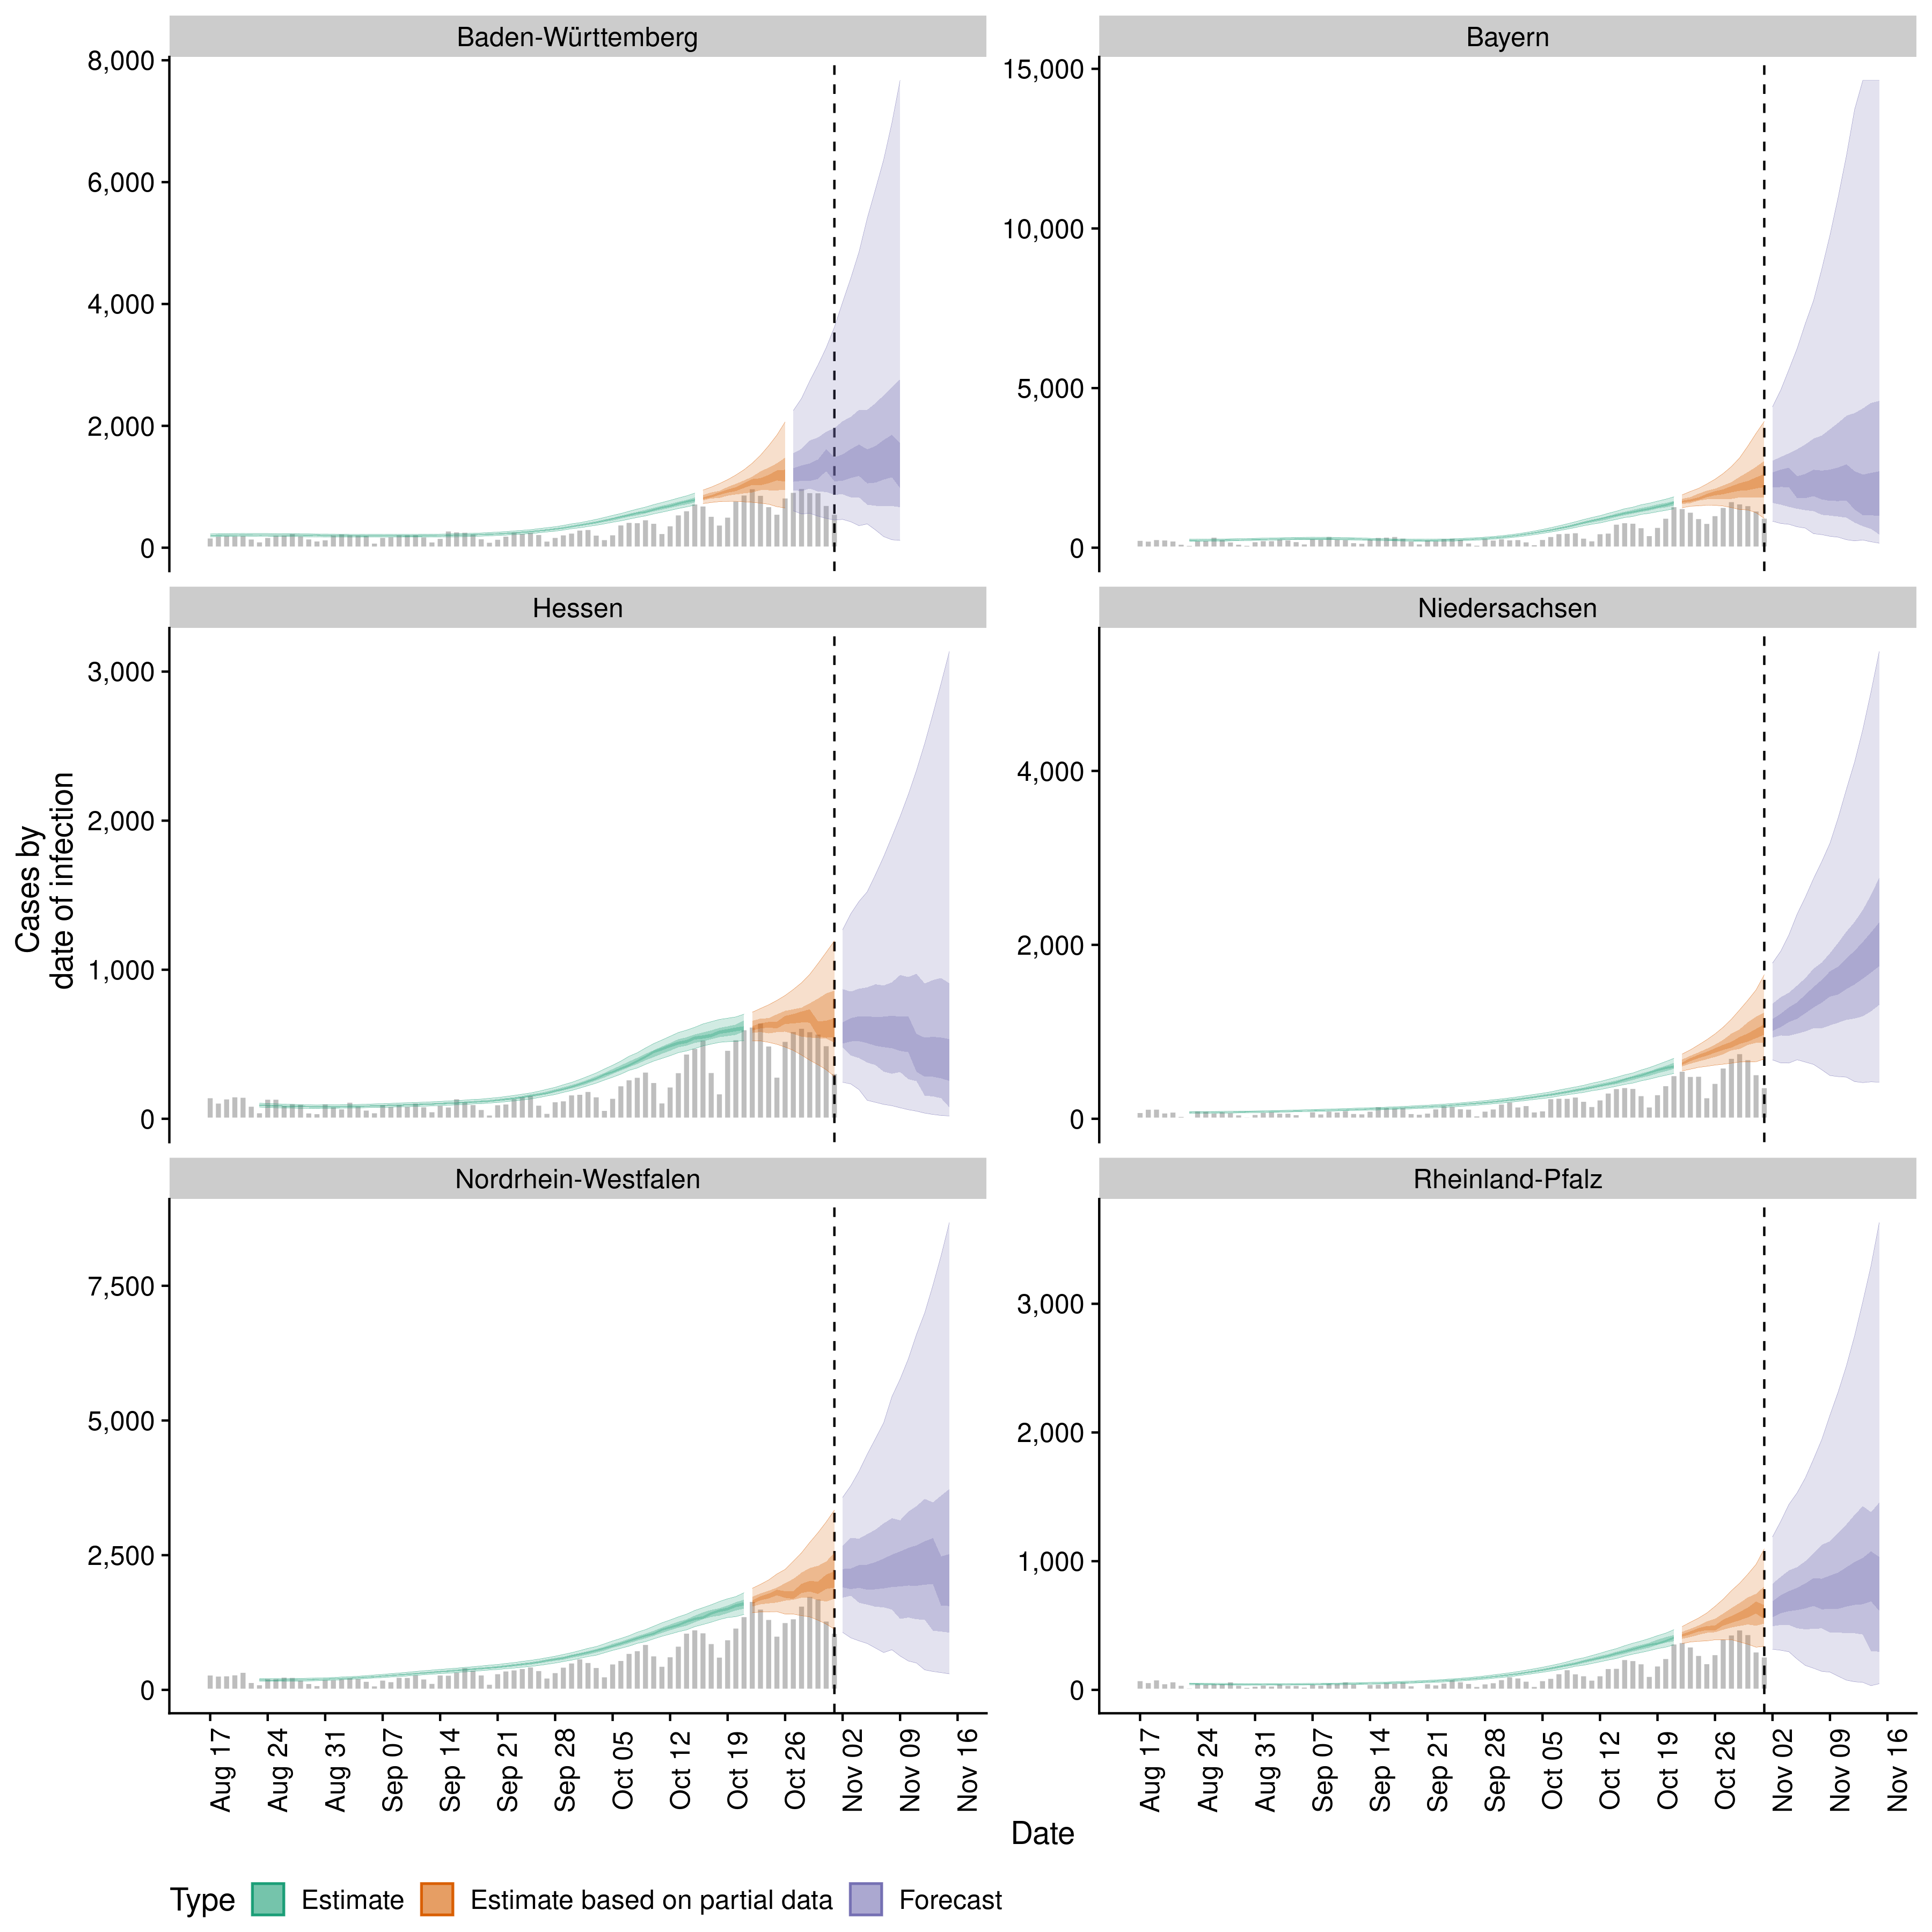 Baden-Württemberg
Bayern
8,000
6,000
4,000
2,000
0
15,000
10,000
5,000
0
Hessen
Niedersachsen
3,000
2,000
1,000
0
4,000
2,000
0
Nordrhein-Westfalen
Rheinland-Pfalz
7,500
5,000
2,500
0
3,000
2,000
1,000
0
Cases by
date of infection
Aug 17
Aug 24
Aug 31
Sep 07
Sep 14
Sep 21
Sep 28
Oct 05
Oct 12
Oct 19
Oct 26
Nov 02
Nov 09
Nov 16
Aug 17
Aug 24
Aug 31
Sep 07
Sep 14
Sep 21
Sep 28
Oct 05
Oct 12
Oct 19
Oct 26
Nov 02
Nov 09
Nov 16
Date
Type Estimate Estimate based on partial data Forecast